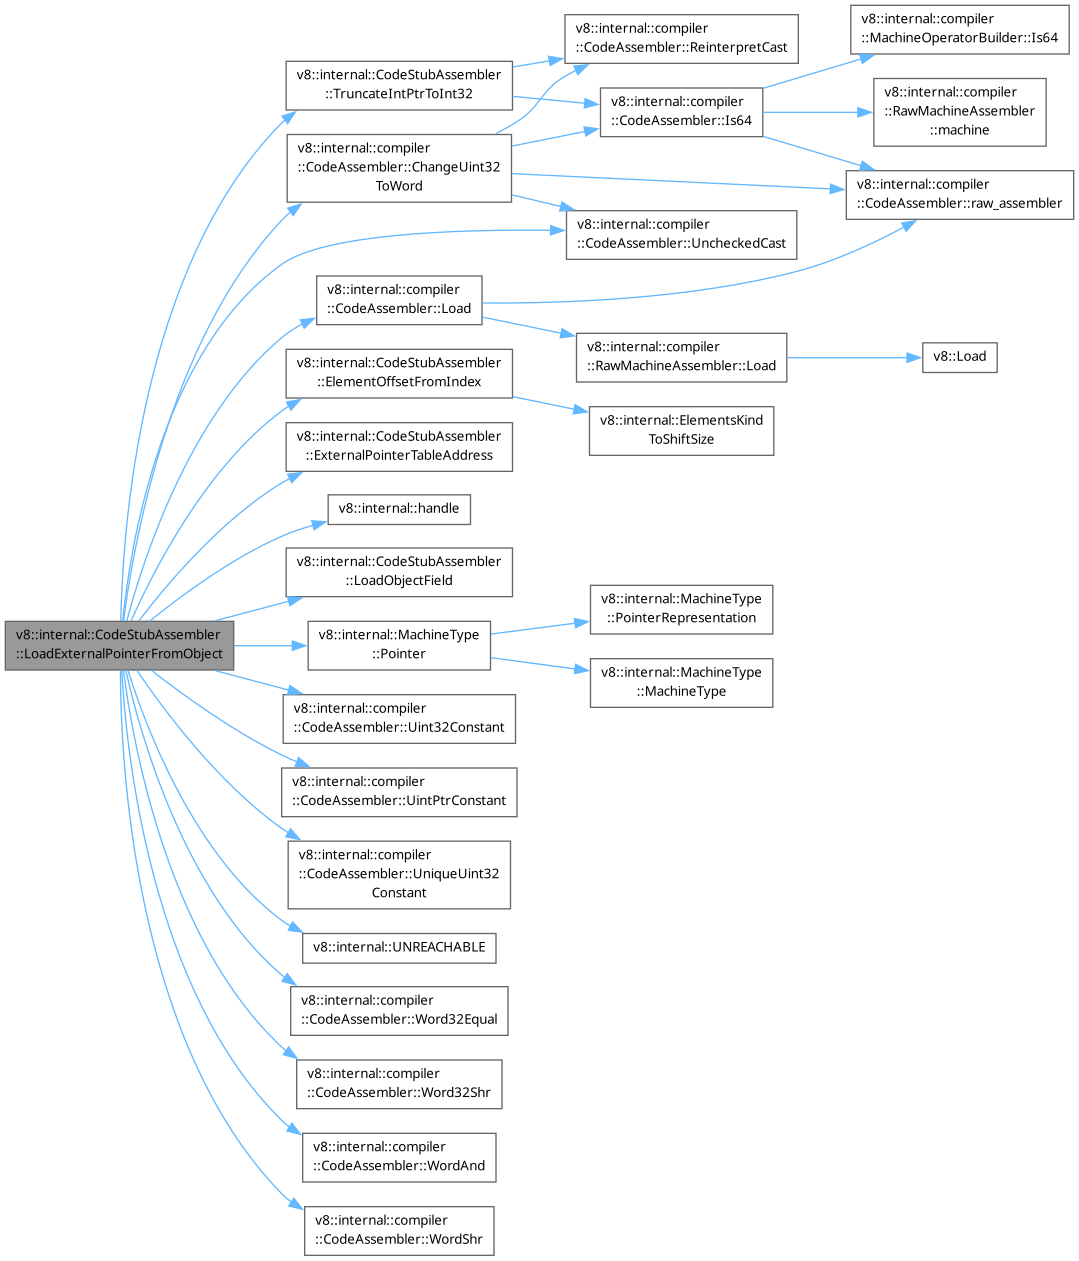 v8::internal::compiler
::CodeAssembler::ReinterpretCast
v8::internal::compiler
::MachineOperatorBuilder::Is64
v8::internal::CodeStubAssembler
::TruncateIntPtrToInt32
v8::internal::compiler
::CodeAssembler::Is64
v8::internal::compiler
::RawMachineAssembler
::machine
v8::internal::compiler
::CodeAssembler::ChangeUint32
ToWord
v8::internal::compiler
::CodeAssembler::raw_assembler
v8::internal::compiler
::CodeAssembler::UncheckedCast
v8::internal::compiler
::CodeAssembler::Load
v8::internal::compiler
::RawMachineAssembler::Load
v8::Load
v8::internal::CodeStubAssembler
::ElementOffsetFromIndex
v8::internal::ElementsKind
ToShiftSize
v8::internal::CodeStubAssembler
::ExternalPointerTableAddress
v8::internal::handle
v8::internal::CodeStubAssembler
::LoadObjectField
v8::internal::MachineType
::PointerRepresentation
v8::internal::CodeStubAssembler
::LoadExternalPointerFromObject
v8::internal::MachineType
::Pointer
v8::internal::MachineType
::MachineType
v8::internal::compiler
::CodeAssembler::Uint32Constant
v8::internal::compiler
::CodeAssembler::UintPtrConstant
v8::internal::compiler
::CodeAssembler::UniqueUint32
Constant
v8::internal::UNREACHABLE
v8::internal::compiler
::CodeAssembler::Word32Equal
v8::internal::compiler
::CodeAssembler::Word32Shr
v8::internal::compiler
::CodeAssembler::WordAnd
v8::internal::compiler
::CodeAssembler::WordShr